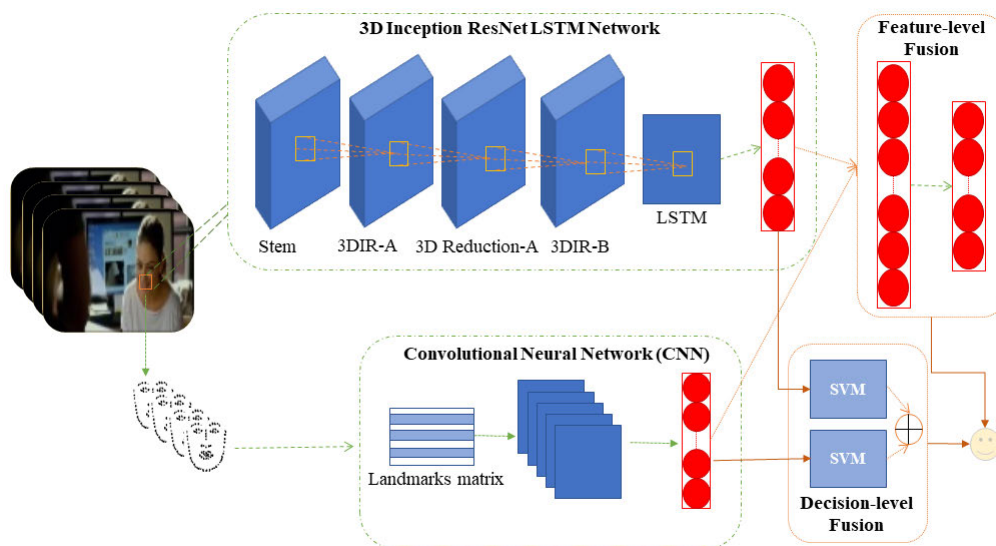 3D Inception ResNet LSTM Network
Stem
3DIR-A
3D Reduction-A
3DIR-B
LSTM
Feature-level
Fusion
Convolutional Neural Network (CNN)
Landmarks matrix
SVM
SVM
Decision-level
Fusion